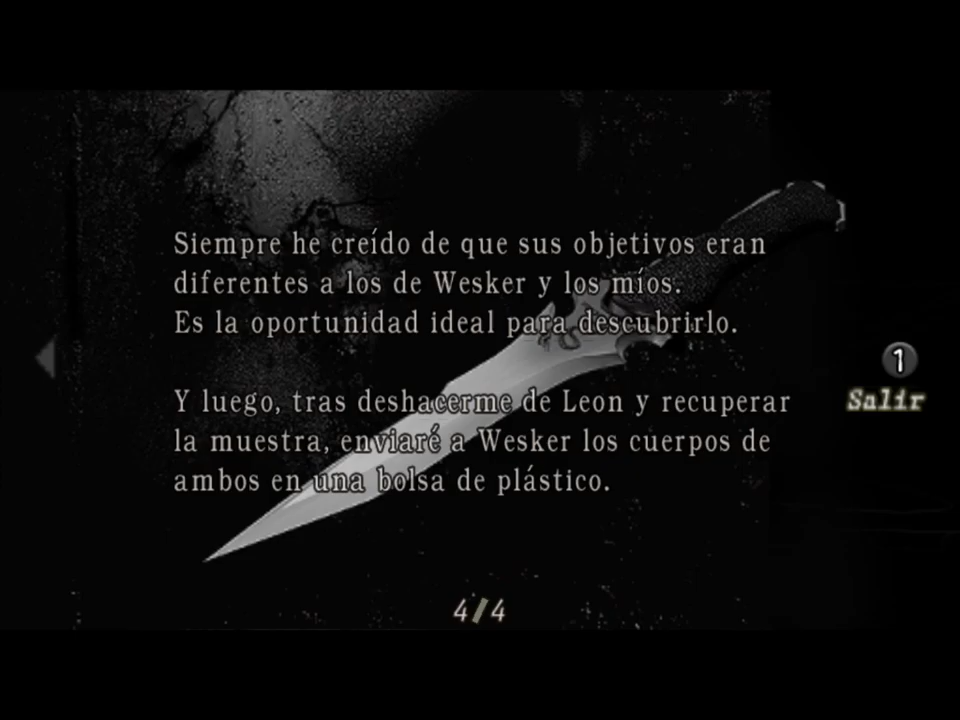 Siempre he creído de que sus objetivos eran
diferentes a los de Wesker y los míos.
Es la oportunidad ideal para descubrirlo.
Y luego, tras deshacerme de Leon y recuperar
la muestra, enviaré a Wesker los cuerpos de
ambos en una bolsa de plástico.
1
Salir
4/4